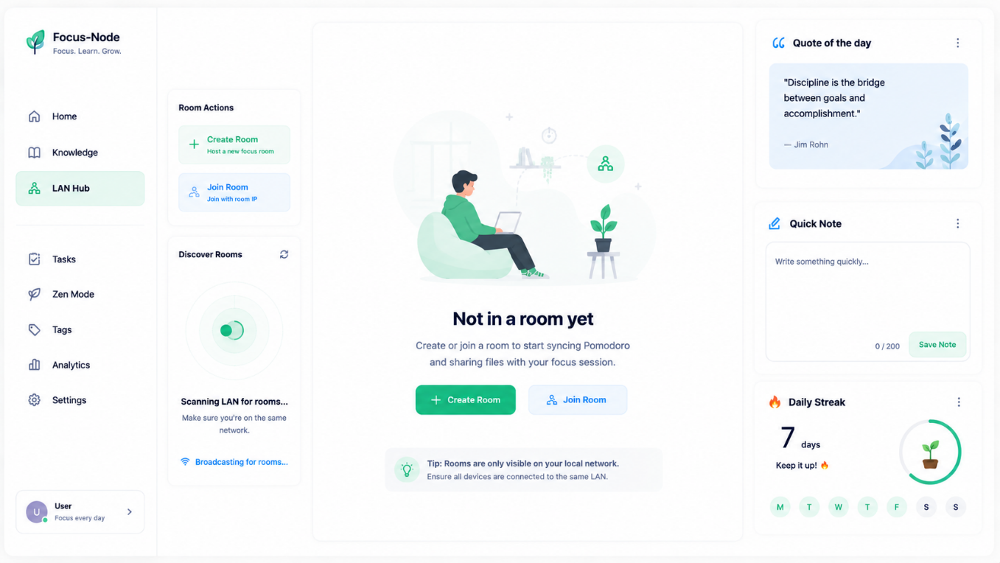 Focus-Node
Focus. Learn. Grow.
Home
Knowledge
LAN Hub
Tasks
Zen Mode
Tags
Analytics
Settings
U
User
Focus every day
Room Actions
Create Room
Host a new focus room
Join Room
Join with room IP
Discover Rooms
Scanning LAN for rooms...
Make sure you're on the same
network.
Broadcasting for rooms...
Not in a room yet
Create or join a room to start syncing Pomodoro
and sharing files with your focus session.
Create Room
Join Room
Tip: Rooms are only visible on your local network.
Ensure all devices are connected to the same LAN.
Quote of the day
"Discipline is the bridge
between goals and
accomplishment."
— Jim Rohn
Quick Note
Write something quickly...
0 / 200
Save Note
Daily Streak
7 days
Keep it up! 🔥
M T W T F S S